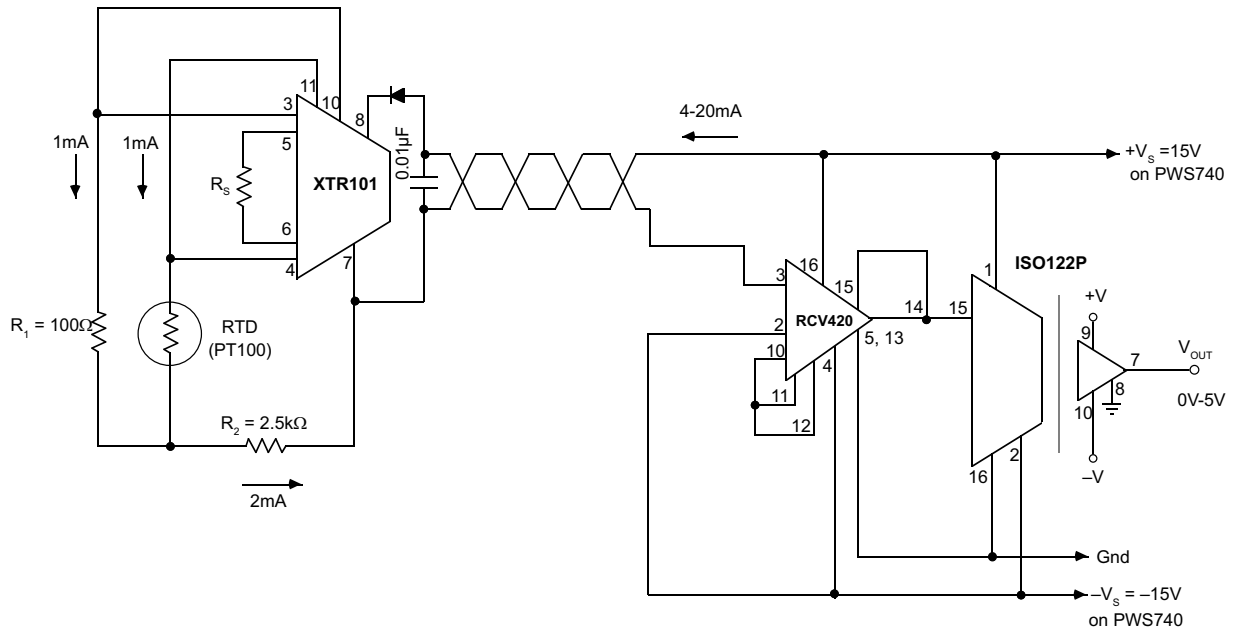 11
10
3
8
5
1mA
1mA
0.01µF
XTR101
R_S
6
4
7
R_1 = 100Ω
RTD
(PT100)
R_2 = 2.5kΩ
2mA
4-20mA
+V_S =15V
on PWS740
3
16
15
2
RCV420
14
15
5, 13
10
4
11
12
1
ISO122P
+V
9
7
V_OUT
8
0V-5V
10
–V
2
16
Gnd
–V_S = –15V
on PWS740